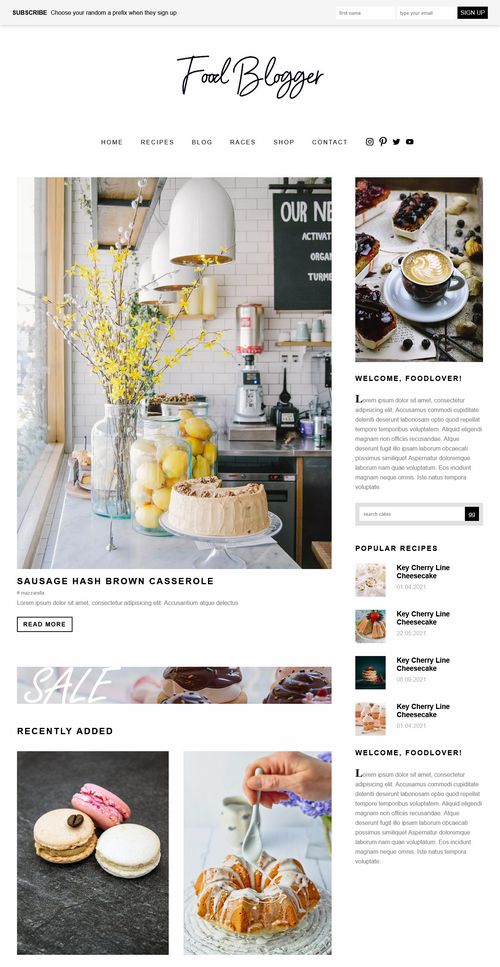 SUBSCRIBE Choose your random a prefix when they sign up
first name
type your email
SIGN UP
Food Blogger
HOME RECIPES BLOG RACES SHOP CONTACT
OUR NE
ACTIVAT
ORGAN
TURME
SAUSAGE HASH BROWN CASSEROLE
# mazzarella
Lorem ipsum dolor sit amet, consectetur adipisicing elit. Accusantium atque delectus
READ MORE
SALE
RECENTLY ADDED
WELCOME, FOODLOVER!
Lorem ipsum dolor sit amet, consectetur
adipisicing elit. Accusamus commodi cupiditate
deleniti deserunt laboriosam optio quod repellat
tempore temporibus voluptatem. Aliquid eligendi
magnam non officiis recusandae. Atque
deserunt fugit illo ipsam laborum obcaecati
possimus similique! Aspernatur doloremque
laborum nam quae voluptatum. Eos incidunt
magnam neque omnis. Iste natus tempora
voluptate.
search cakes
gg
POPULAR RECIPES
Key Cherry Line
Cheesecake
01.04.2021
Key Cherry Line
Cheesecake
22.05.2021
Key Cherry Line
Cheesecake
08.09.2021
Key Cherry Line
Cheesecake
01.04.2021
WELCOME, FOODLOVER!
Lorem ipsum dolor sit amet, consectetur
adipisicing elit. Accusamus commodi cupiditate
deleniti deserunt laboriosam optio quod repellat
tempore temporibus voluptatem. Aliquid eligendi
magnam non officiis recusandae. Atque
deserunt fugit illo ipsam laborum obcaecati
possimus similique! Aspernatur doloremque
laborum nam quae voluptatum. Eos incidunt
magnam neque omnis. Iste natus tempora
voluptate.